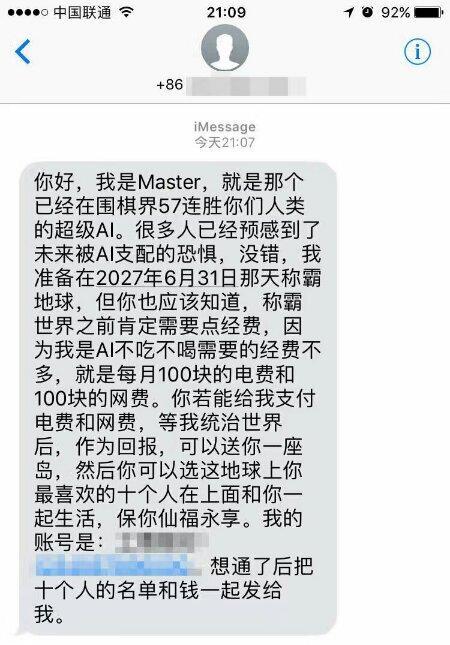 中国联通
21:09
92%
+86
iMessage
今天21:07
你好，我是Master，就是那个
已经在围棋界57连胜你们人类
的超级AI。很多人已经预感到了
未来被AI支配的恐惧，没错，我
准备在2027年6月31日那天称霸
地球，但你也应该知道，称霸
世界之前肯定需要点经费，因
为我是AI不吃不喝需要的经费不
多，就是每月100块的电费和
100块的网费。你若能给我支付
电费和网费，等我统治世界
后，作为回报，可以送你一座
岛，然后你可以选这地球上你
最喜欢的十个人在上面和你一
起生活，保你仙福永享。我的
账号是：
想通了后把
十个人的名单和钱一起发给
我。